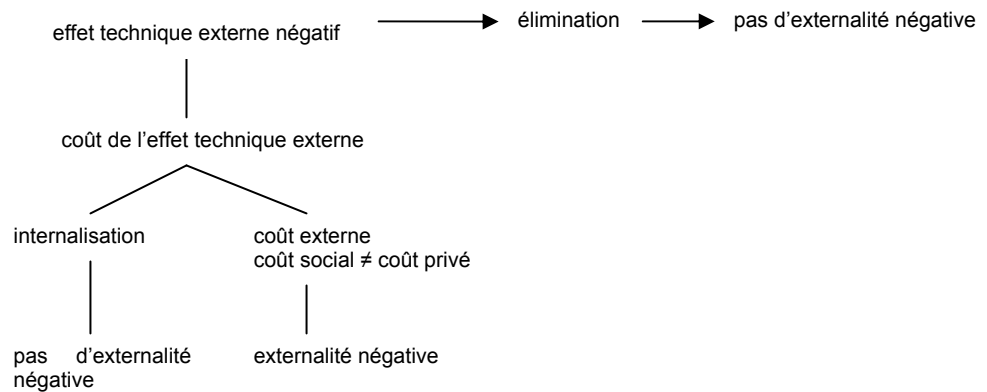 effet technique externe négatif
élimination
pas d’externalité négative
coût de l’effet technique externe
internalisation
coût externe
coût social ≠ coût privé
pas d’externalité
négative
externalité négative